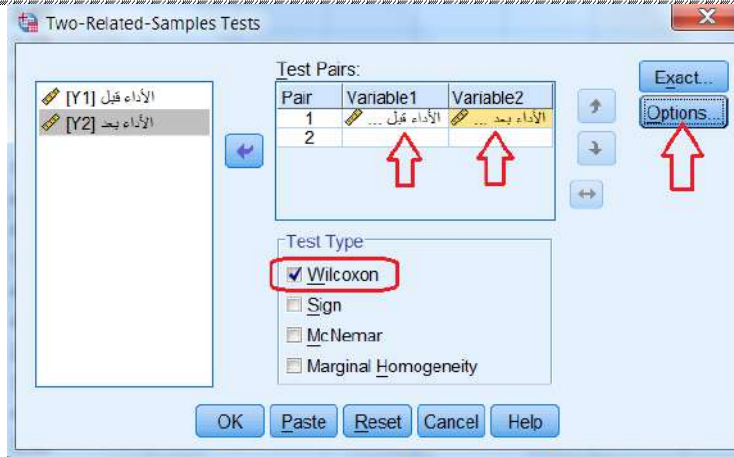 Two-Related-Samples Tests
Test Pairs:
Pair Variable1 Variable2
1 الأداء قبل ... الأداء بعد ...
2
الأداء قبل [Y1]
الأداء بعد [Y2]
Exact...
Options...
Test Type
Wilcoxon
Sign
McNemar
Marginal Homogeneity
OK Paste Reset Cancel Help